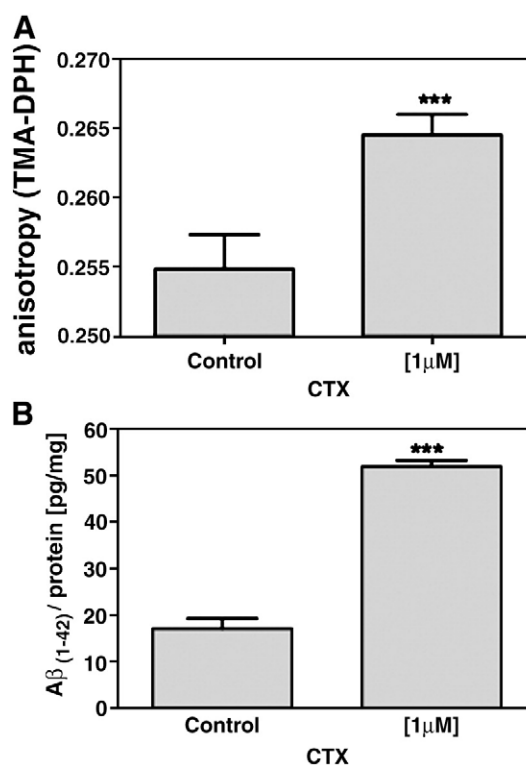 A
anisotropy (TMA-DPH)
0.270
0.265
0.260
0.255
0.250
***
Control
[1μM]
CTX
B
Aβ (1-42)/ protein [pg/mg]
60
50
40
30
20
10
0
***
Control
[1μM]
CTX